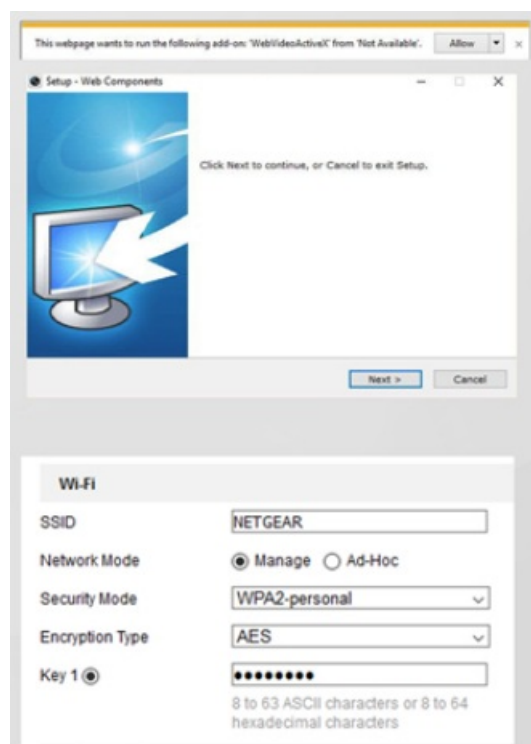 This webpage wants to run the following add-on: 'WebVideoActiveX' from 'Not Available'. Allow
Setup - Web Components
Click Next to continue, or Cancel to exit Setup.
Next > Cancel
Wi-Fi
SSID NETGEAR
Network Mode Manage Ad-Hoc
Security Mode WPA2-personal
Encryption Type AES
Key 1 ●●●●●●●●
8 to 63 ASCII characters or 8 to 64
hexadecimal characters